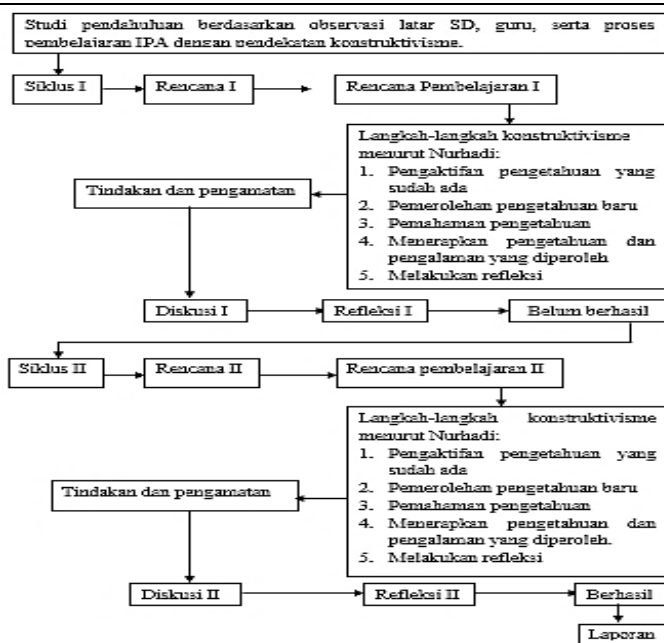 Studi pendahuluan berdasarkan observasi latar SD, guru, serta proses
pembelajaran IPA dengan pendekatan konstruktivisme.
Siklus I
Rencana I
Rencana Pembelajaran I
Langkah-langkah konstruktivisme
menurut Nurhadi:
1. Pengaktifan pengetahuan yang
sudah ada
2. Pemerolehan pengetahuan baru
3. Pemahaman pengetahuan
4. Menerapkan pengetahuan dan
pengalaman yang diperoleh
5. Melakukan refleksi
Tindakan dan pengamatan
Diskusi I
Refleksi I
Belum berhasil
Siklus II
Rencana II
Rencana pembelajaran II
Langkah-langkah konstruktivisme
menurut Nurhadi:
1. Pengaktifan pengetahuan yang
sudah ada
2. Pemerolehan pengetahuan baru
3. Pemahaman pengetahuan
4. Menerapkan pengetahuan dan
pengalaman yang diperoleh.
5. Melakukan refleksi
Tindakan dan pengamatan
Diskusi II
Refleksi II
Berhasil
Laporan